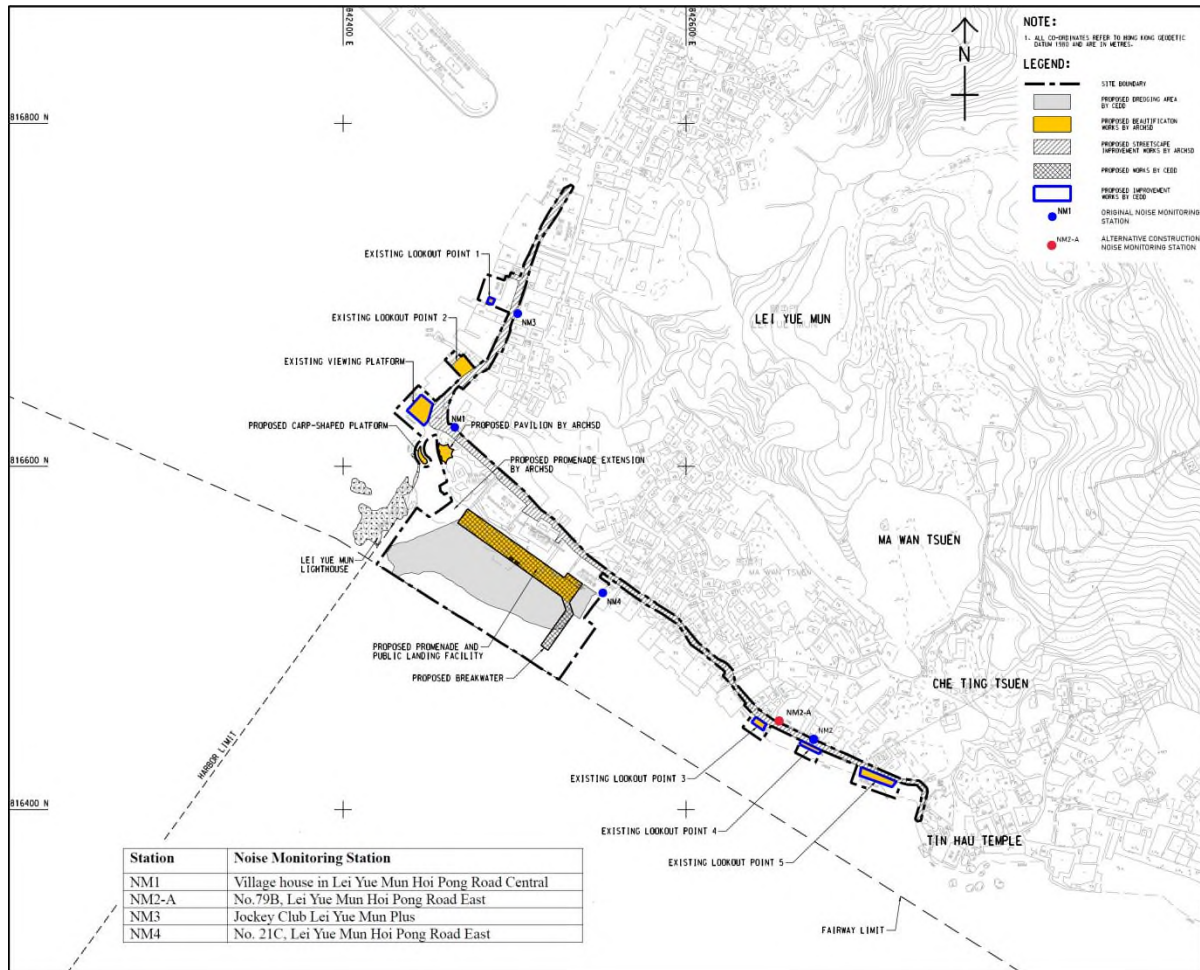 842400 E
842600 E
816800 N
816600 N
816400 N
N
NOTE:
1. ALL CO-ORDINATES REFER TO HONG KONG GEODETIC
DATUM 1980 AND ARE IN METRES.
LEGEND:
SITE BOUNDARY
PROPOSED DREDGING AREA
BY CEDD
PROPOSED BEAUTIFICATON
WORKS BY ARCHSD
PROPOSED STREETSCAPE
IMPROVEMENT WORKS BY ARCHSD
PROPOSED WORKS BY CEDD
PROPOSED IMPROVEMENT
WORKS BY CEDD
NM1
ORIGINAL NOISE MONITORING
STATION
NM2-A
ALTERNATIVE CONSTRUCTION
NOISE MONITORING STATION
EXISTING LOOKOUT POINT 1
NM3
EXISTING LOOKOUT POINT 2
EXISTING VIEWING PLATFORM
LEI YUE MUN
LEI YUE MUN
NM1
PROPOSED PAVILION BY ARCHSD
PROPOSED CARP-SHAPED PLATFORM
PROPOSED PROMENADE EXTENSION
BY ARCHSD
LEI YUE MUN
LIGHTHOUSE
MA WAN TSUEN
MA WAN TSUEN
NM4
PROPOSED PROMENADE AND
PUBLIC LANDING FACILITY
PROPOSED BREAKWATER
CHE TING TSUEN
NM2-A
NM2
HARBOR LIMIT
EXISTING LOOKOUT POINT 3
EXISTING LOOKOUT POINT 4
EXISTING LOOKOUT POINT 5
TIN HAU TEMPLE
FAIRWAY LIMIT
Station Noise Monitoring Station
NM1 Village house in Lei Yue Mun Hoi Pong Road Central
NM2-A No.79B, Lei Yue Mun Hoi Pong Road East
NM3 Jockey Club Lei Yue Mun Plus
NM4 No. 21C, Lei Yue Mun Hoi Pong Road East